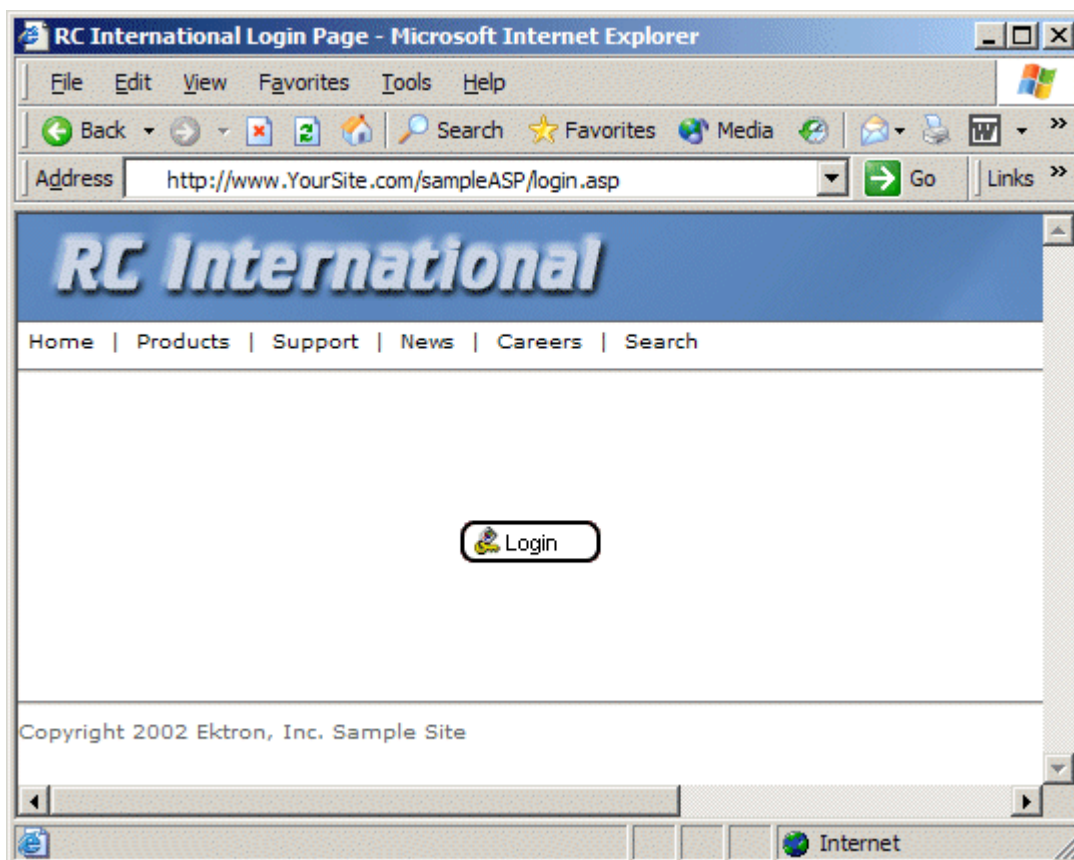 RC International Login Page - Microsoft Internet Explorer
File Edit View Favorites Tools Help
Back Search Favorites Media W »
Address http://www.YourSite.com/sampleASP/login.asp Go Links »
RC International
Home | Products | Support | News | Careers | Search
Login
Copyright 2002 Ektron, Inc. Sample Site
Internet